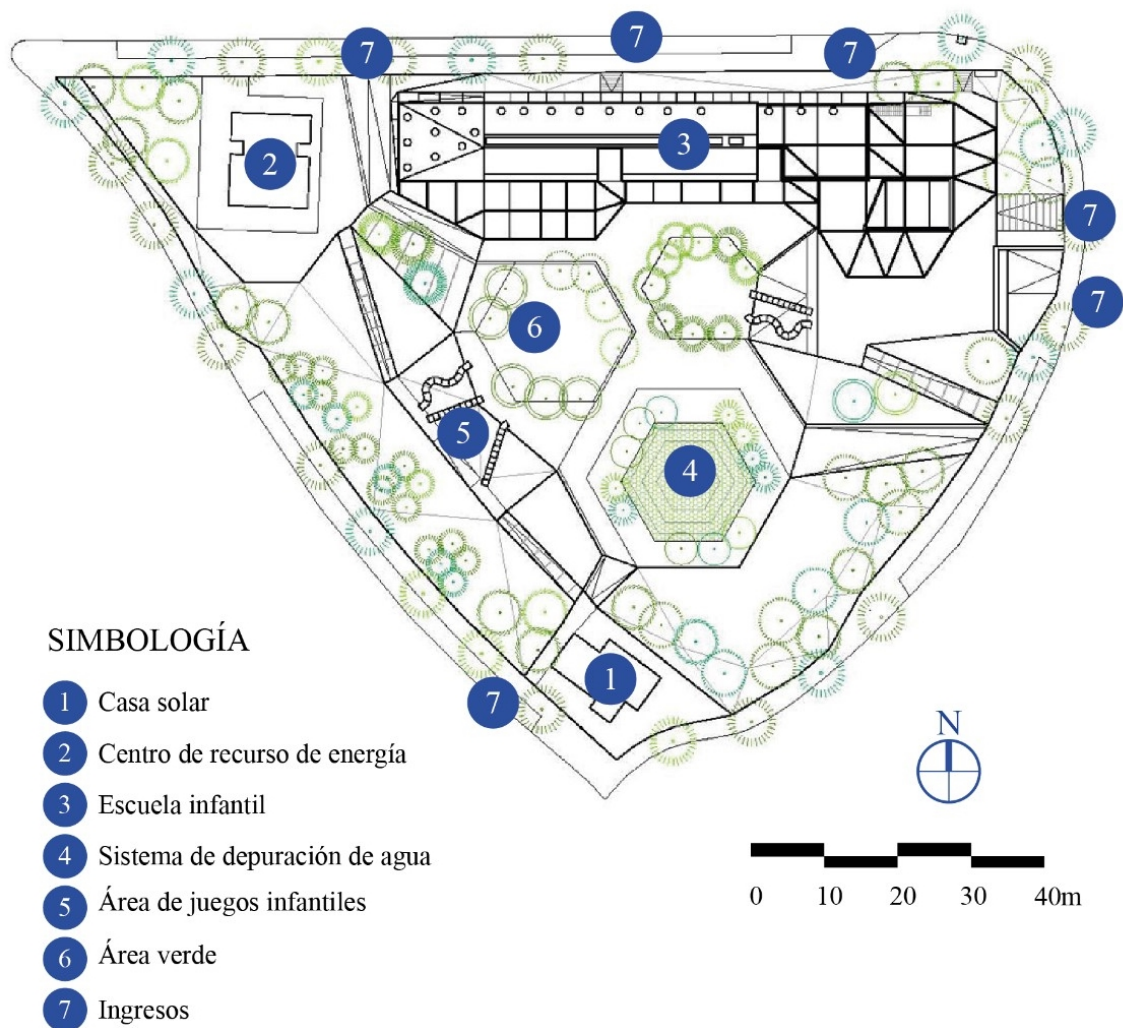 7
7
7
2
3
7
7
6
5
4
1
7
SIMBOLOGÍA
1 Casa solar
2 Centro de recurso de energía
3 Escuela infantil
4 Sistema de depuración de agua
5 Área de juegos infantiles
6 Área verde
7 Ingresos
N
0 10 20 30 40m